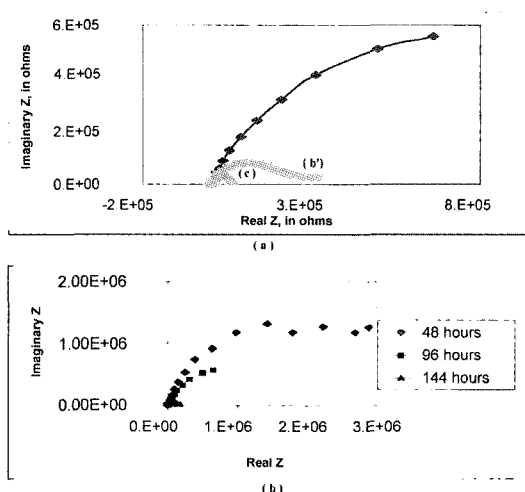 6.E+05
4.E+05
2.E+05
0.E+00
Imaginary Z, in ohms
(b')
(c)
-2.E+05
3.E+05
8.E+05
Real Z, in ohms
(a)
2.00E+06
1.00E+06
0.00E+00
Imaginary Z
48 hours
96 hours
144 hours
0.E+00
1.E+06
2.E+06
3.E+06
Real Z
(b)